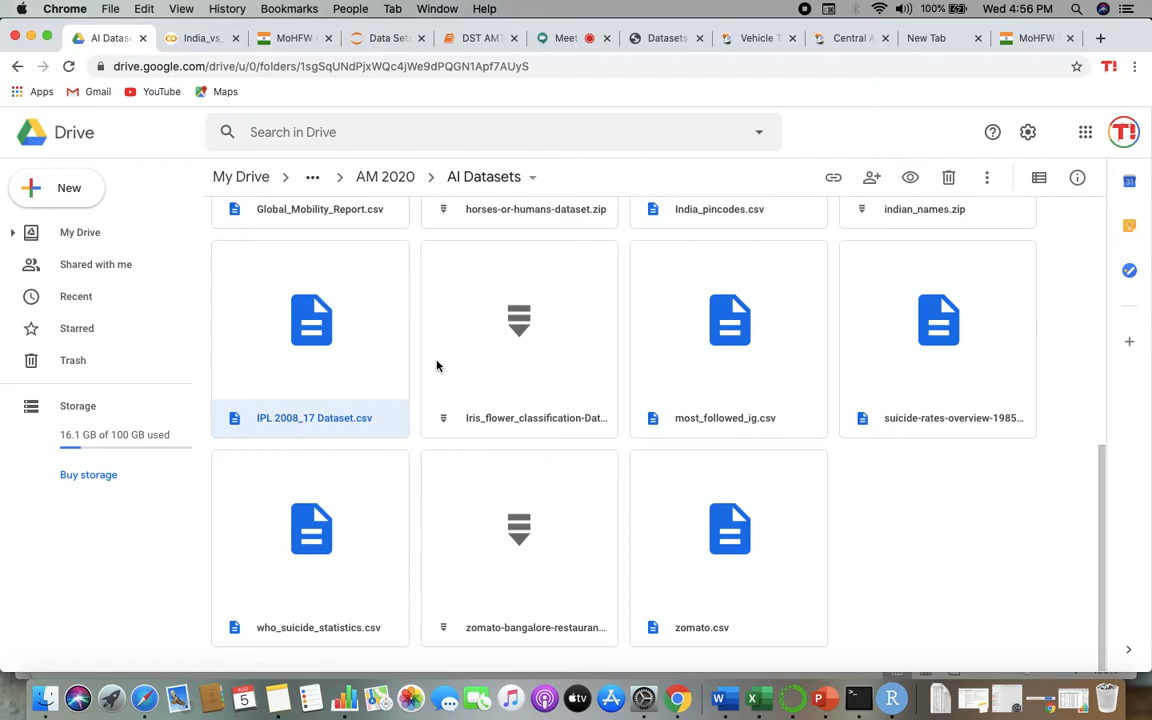 Chrome File Edit View History Bookmarks People Tab Window Help 100% Wed 4:56 PM
AI Datase India_vs_ MoHFW Data Set DST AMT Meet Datasets Vehicle T Central A New Tab MoHFW
drive.google.com/drive/u/0/folders/1sgSqUNdPjxWQc4jWe9dPQGN1Apf7AUyS T!
Apps Gmail YouTube Maps
Drive Search in Drive T!
New My Drive ... AM 2020 AI Datasets
Global_Mobility_Report.csv horses-or-humans-dataset.zip India_pincodes.csv indian_names.zip
My Drive
Shared with me
Recent
Starred
Trash
Storage
16.1 GB of 100 GB used
Buy storage
IPL 2008_17 Dataset.csv Iris_flower_classification-Dat... most_followed_ig.csv suicide-rates-overview-1985...
who_suicide_statistics.csv zomato-bangalore-restauran... zomato.csv